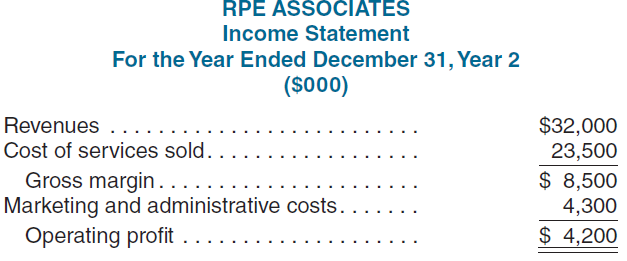 RPE ASSOCIATES
Income Statement
For the Year Ended December 31, Year 2
($000)
Revenues . . . . . . . . . . . . . . . . . . . . . . . . . . $32,000
Cost of services sold. . . . . . . . . . . . . . . . . . 23,500
Gross margin. . . . . . . . . . . . . . . . . . . . . . $ 8,500
Marketing and administrative costs. . . . . . . 4,300
Operating profit . . . . . . . . . . . . . . . . . . . . $ 4,200